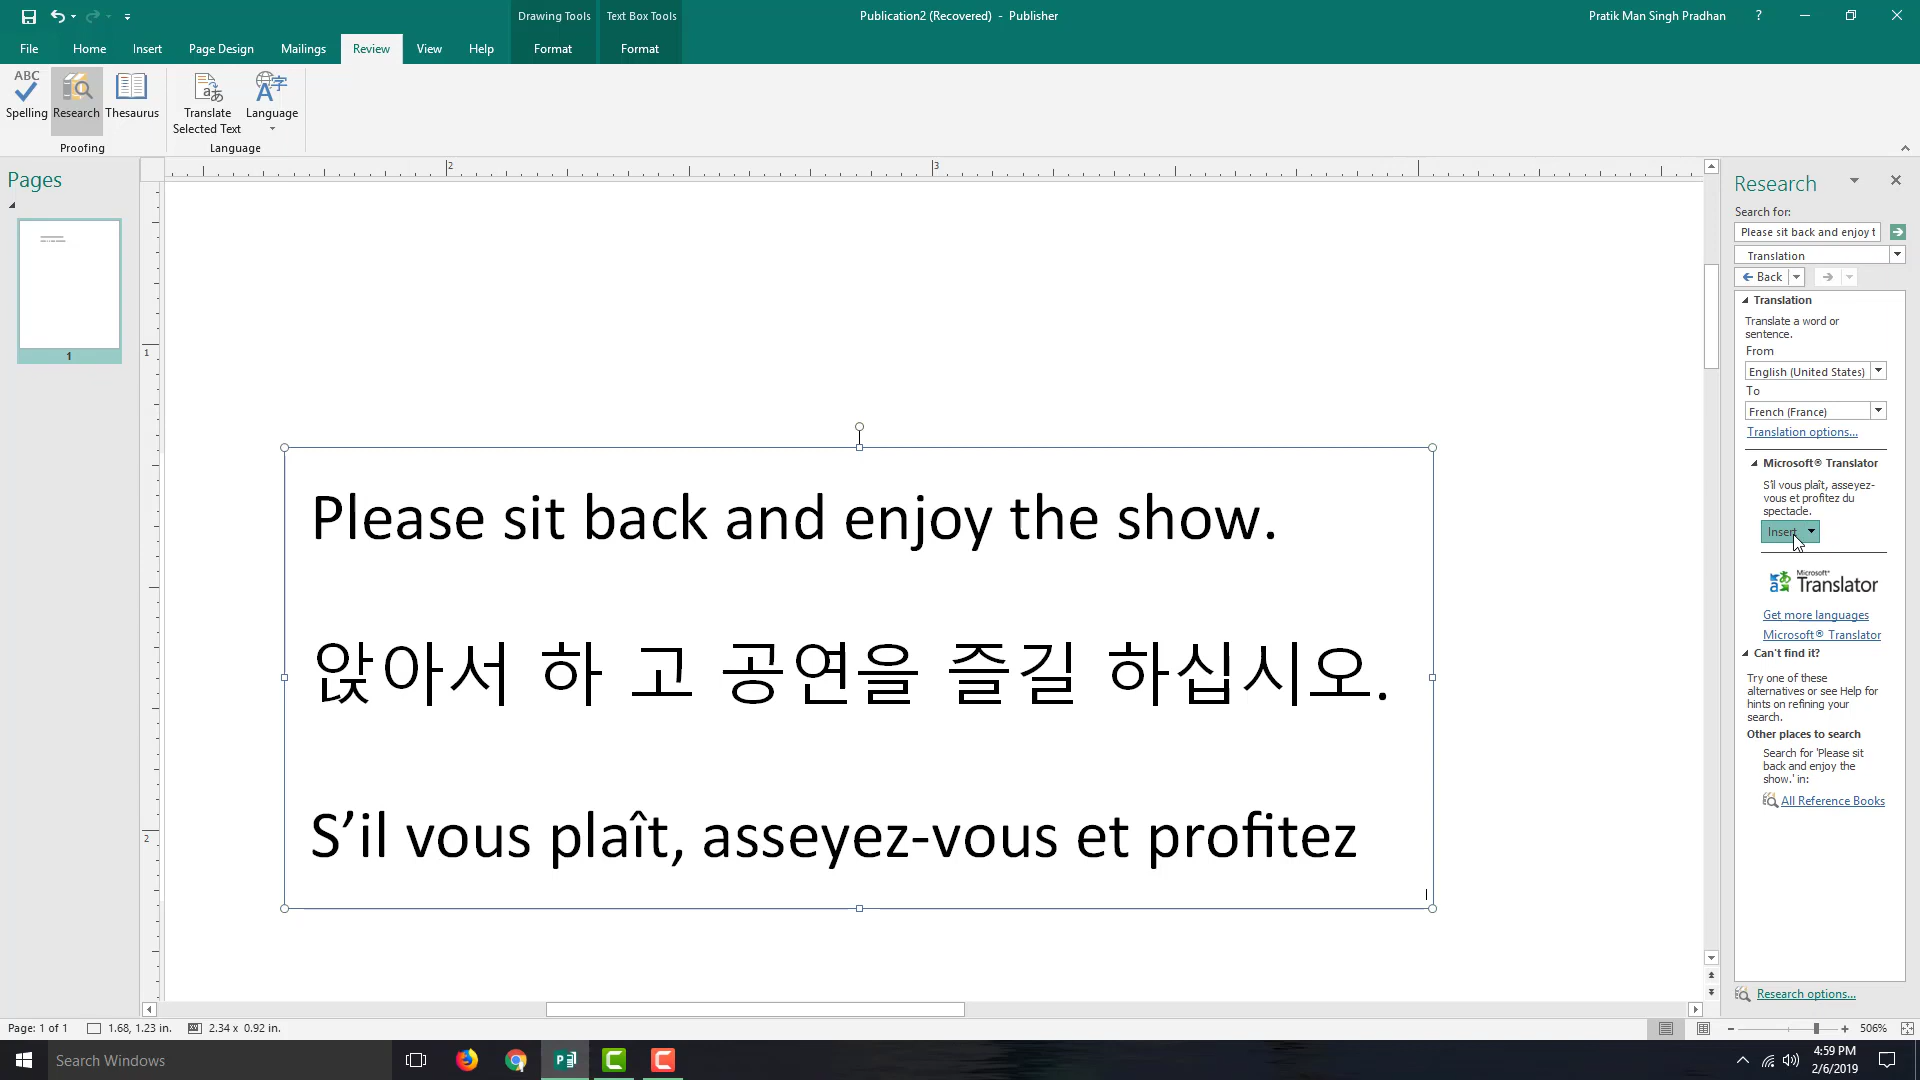 Drawing Tools
Text Box Tools
Publication2 (Recovered) - Publisher
Pratik Man Singh Pradhan
?
File
Home
Insert
Page Design
Mailings
Review
View
Help
Format
Format
ABC
Spelling
Research
Thesaurus
Translate
Selected Text
Language
Proofing
Language
Pages
1
2
3
1
2
Please sit back and enjoy the show.
앉아서 하 고 공연을 즐길 하십시오.
S’il vous plaît, asseyez-vous et profitez
Research
Search for:
Please sit back and enjoy t
Translation
Back
Translation
Translate a word or
sentence.
From
English (United States)
To
French (France)
Translation options...
Microsoft® Translator
S'il vous plaît, asseyez-
vous et profitez du
spectacle.
Insert
Microsoft®
Translator
Get more languages
Microsoft® Translator
Can't find it?
Try one of these
alternatives or see Help for
hints on refining your
search.
Other places to search
Search for 'Please sit
back and enjoy the
show.' in:
All Reference Books
Research options...
Page: 1 of 1
1.68, 1.23 in.
2.34 x 0.92 in.
506%
Search Windows
4:59 PM
2/6/2019